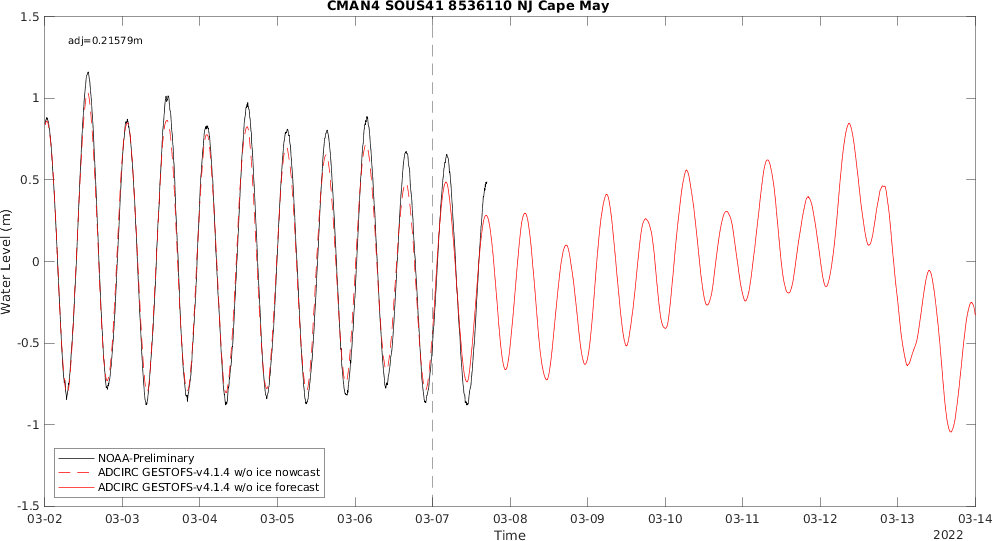 CMAN4 SOUS41 8536110 NJ Cape May
adj=0.21579m
1.5
1
0.5
0
-0.5
-1
-1.5
Water Level (m)
NOAA-Preliminary
ADCIRC GESTOFS-v4.1.4 w/o ice nowcast
ADCIRC GESTOFS-v4.1.4 w/o ice forecast
03-02 03-03 03-04 03-05 03-06 03-07 03-08 03-09 03-10 03-11 03-12 03-13 03-14
Time
2022